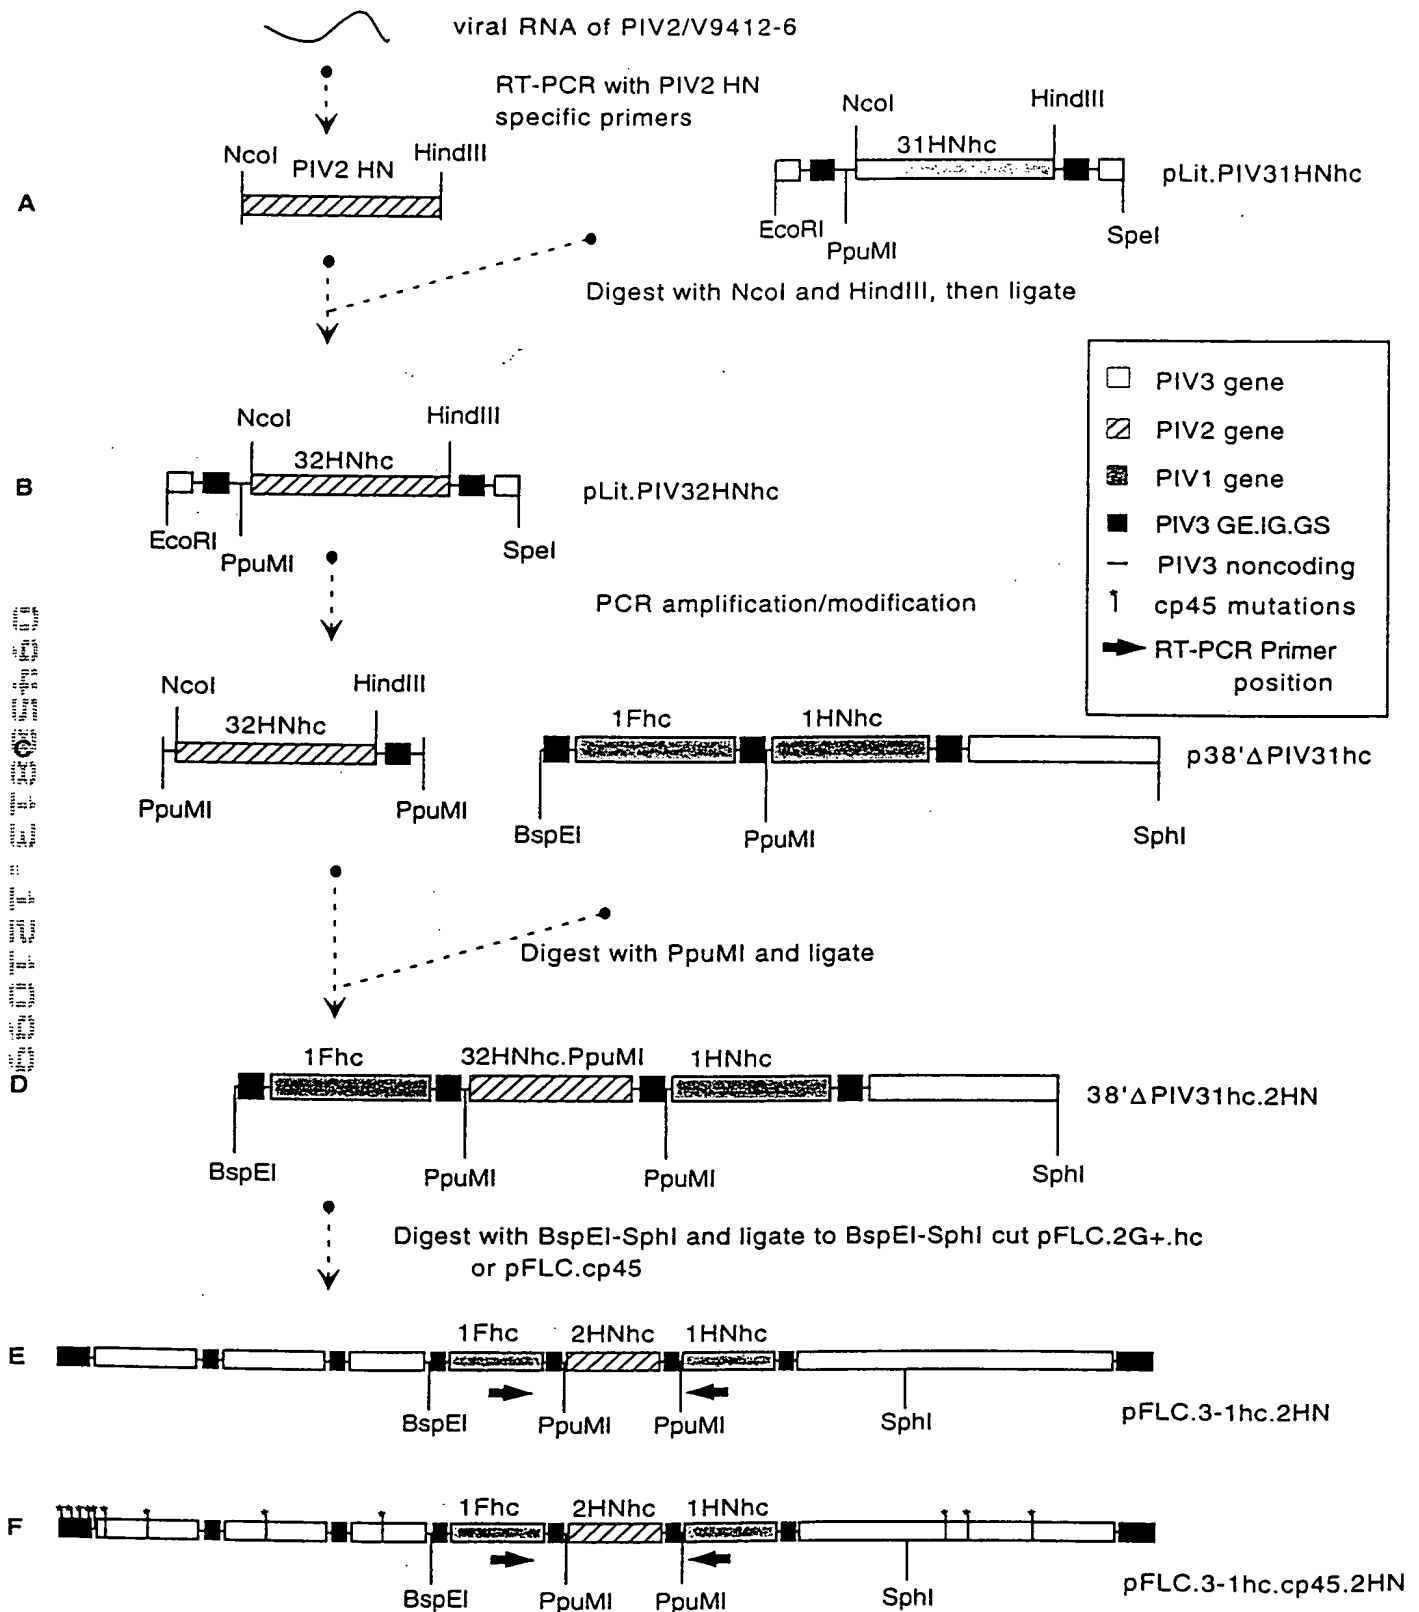 viral RNA of PIV2/V9412-6
RT-PCR with PIV2 HN
specific primers
NcoI
PIV2 HN
HindIII
NcoI
HindIII
31HNhc
pLit.PIV31HNhc
A
EcoRI
PpuMI
SpeI
Digest with NcoI and HindIII, then ligate
PIV3 gene
PIV2 gene
PIV1 gene
PIV3 GE.IG.GS
PIV3 noncoding
cp45 mutations
RT-PCR Primer
position
NcoI
HindIII
32HNhc
B
pLit.PIV32HNhc
EcoRI
PpuMI
SpeI
PCR amplification/modification
NcoI
HindIII
32HNhc
1Fhc
1HNhc
C
p38'ΔPIV31hc
PpuMI
PpuMI
BspEI
PpuMI
SphI
Digest with PpuMI and ligate
1Fhc
32HNhc.PpuMI
1HNhc
D
38'ΔPIV31hc.2HN
BspEI
PpuMI
PpuMI
SphI
Digest with BspEI-SphI and ligate to BspEI-SphI cut pFLC.2G+.hc
or pFLC.cp45
1Fhc
2HNhc
1HNhc
E
BspEI
PpuMI
PpuMI
SphI
pFLC.3-1hc.2HN
1Fhc
2HNhc
1HNhc
F
BspEI
PpuMI
PpuMI
SphI
pFLC.3-1hc.cp45.2HN